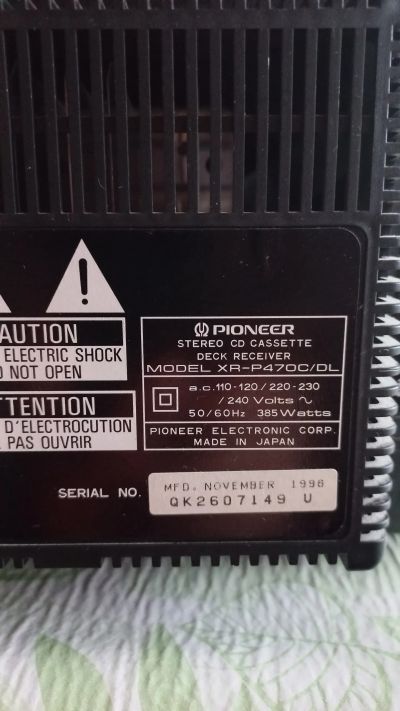 !
AUTION
ELECTRIC SHOCK
O NOT OPEN
TTENTION
D'ELECTROCUTION
PAS OUVRIR
PIONEER
STEREO CD CASSETTE
DECK RECEIVER
MODEL XR-P470C/DL
a.c.110-120/220-230
/240 Volts ~
50/60Hz 385Watts
PIONEER ELECTRONIC CORP.
MADE IN JAPAN
SERIAL NO.
MFD. NOVEMBER 1996
QK2607149 U